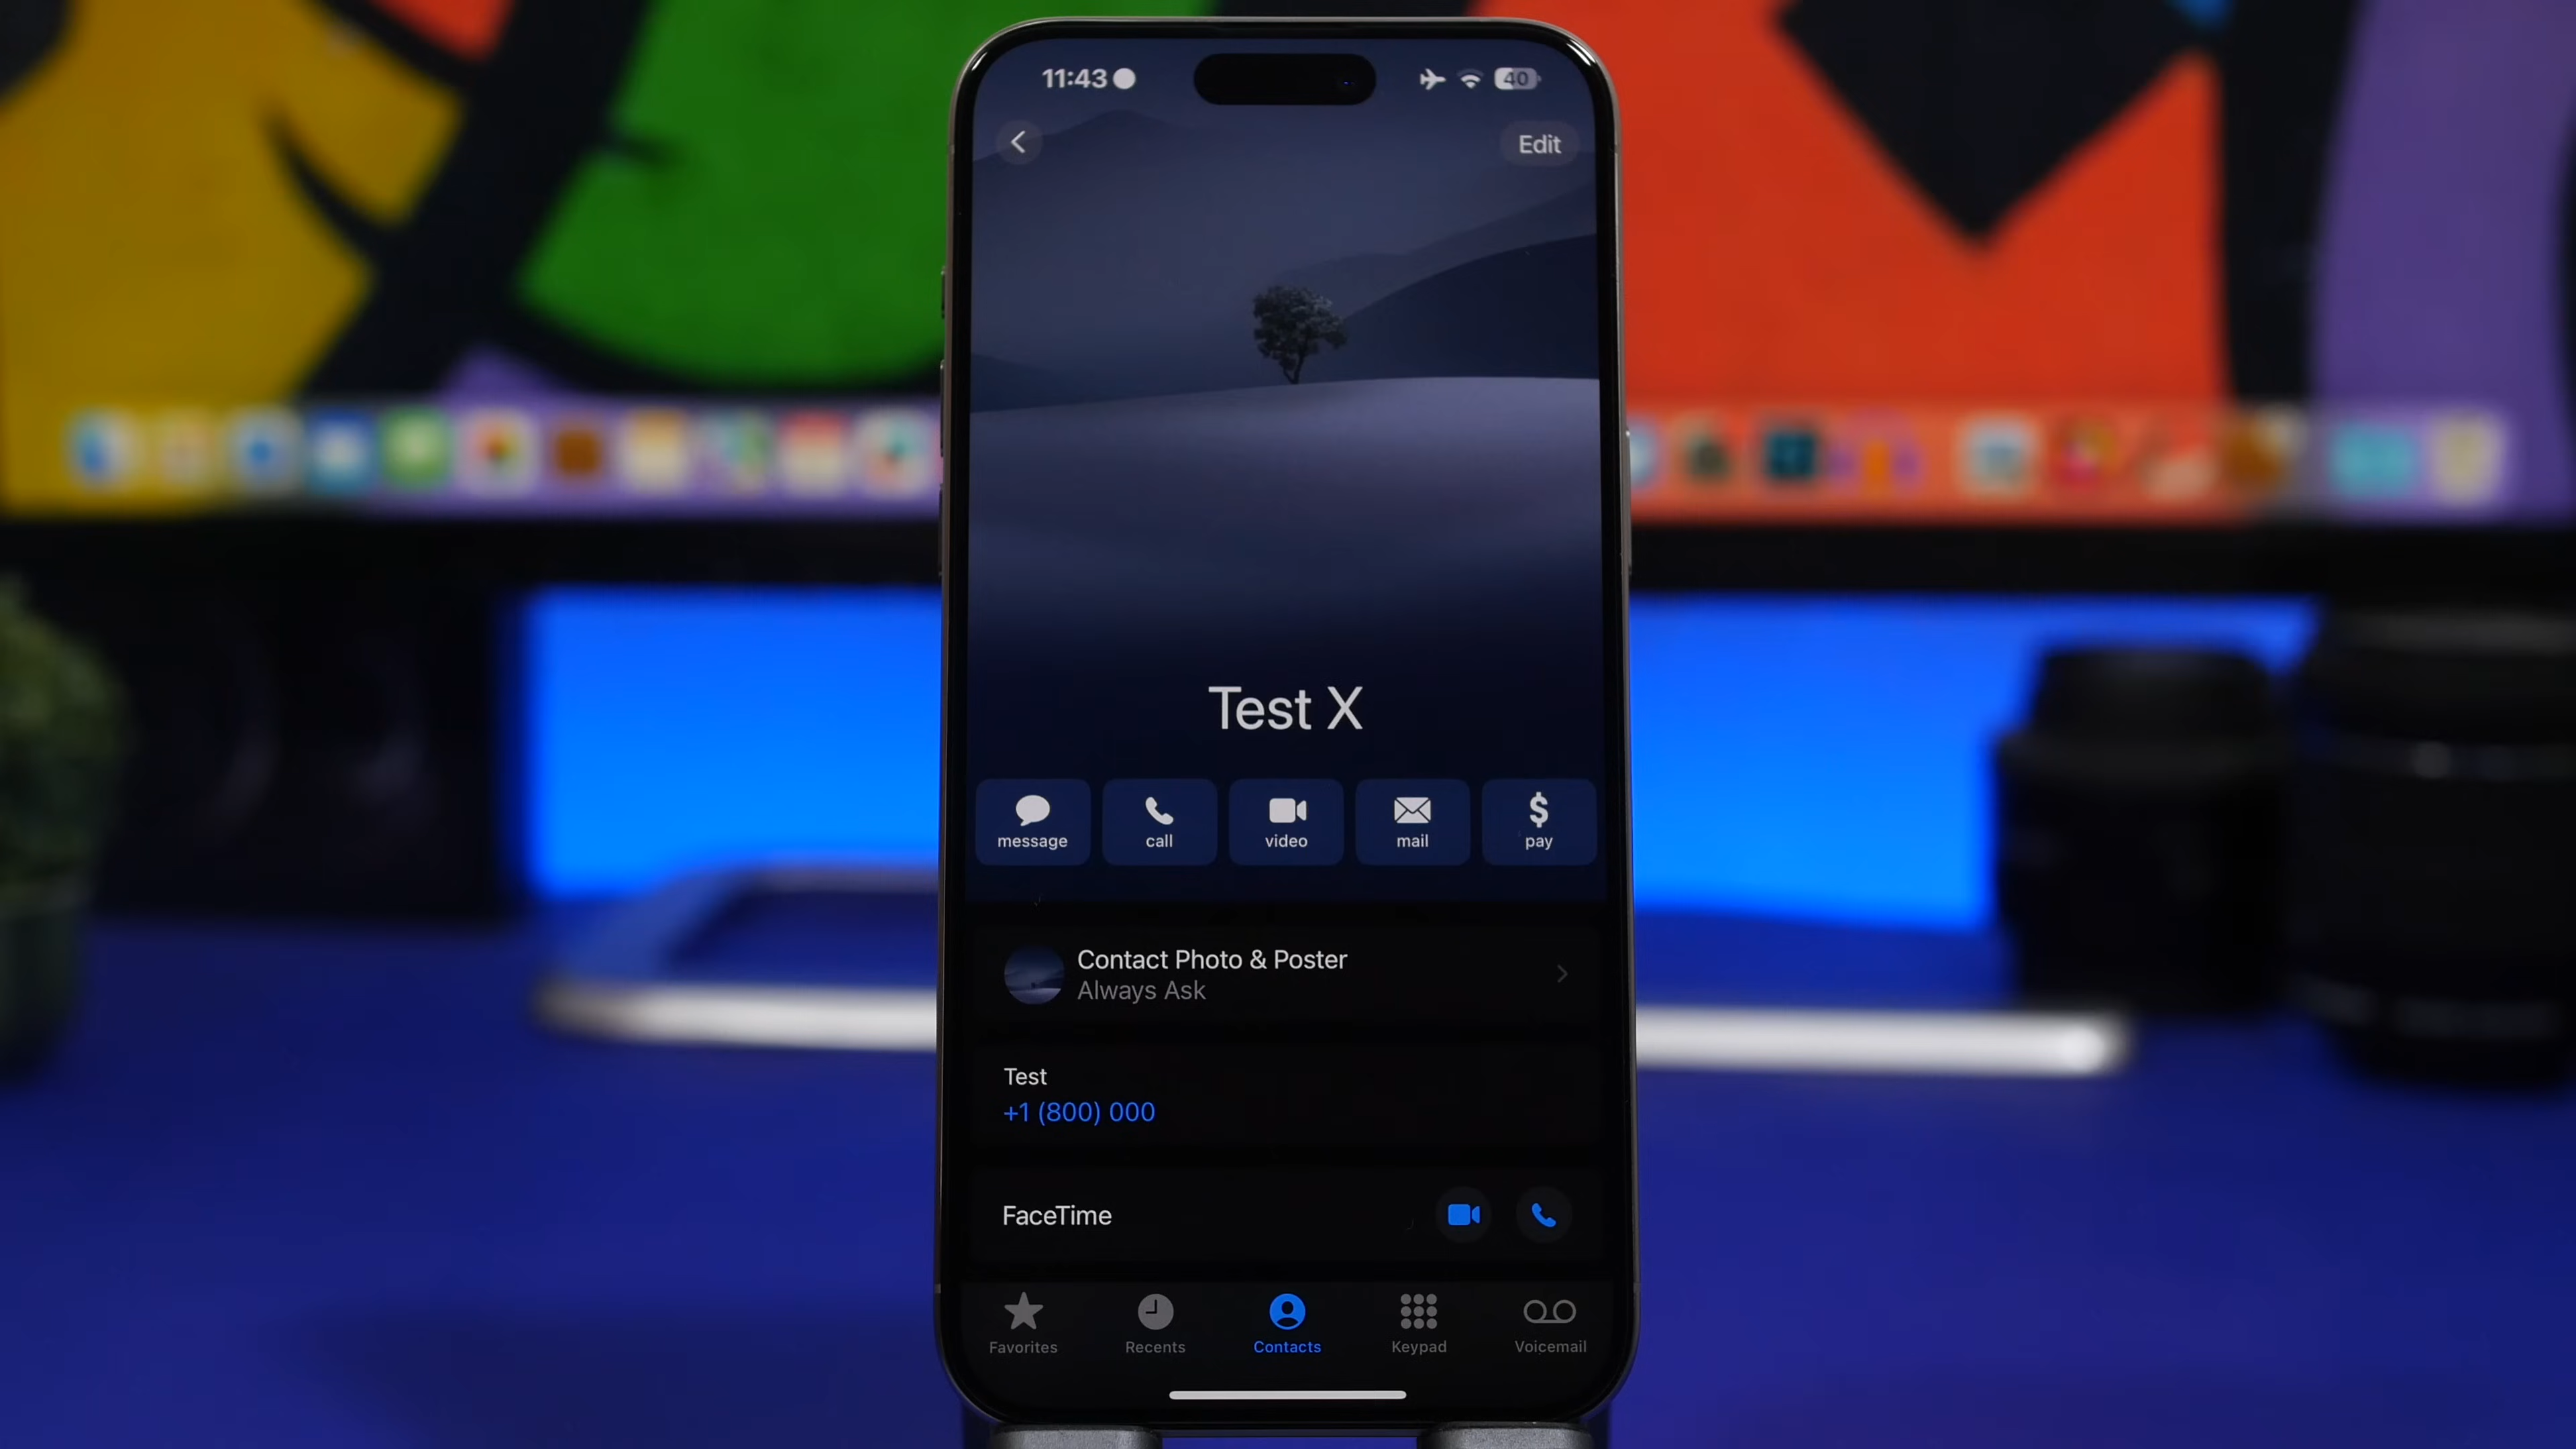 11:43
40
Edit
Test X
message call video mail pay
Contact Photo & Poster
Always Ask
Test
+1 (800) 000
FaceTime
Favorites Recents Contacts Keypad Voicemail